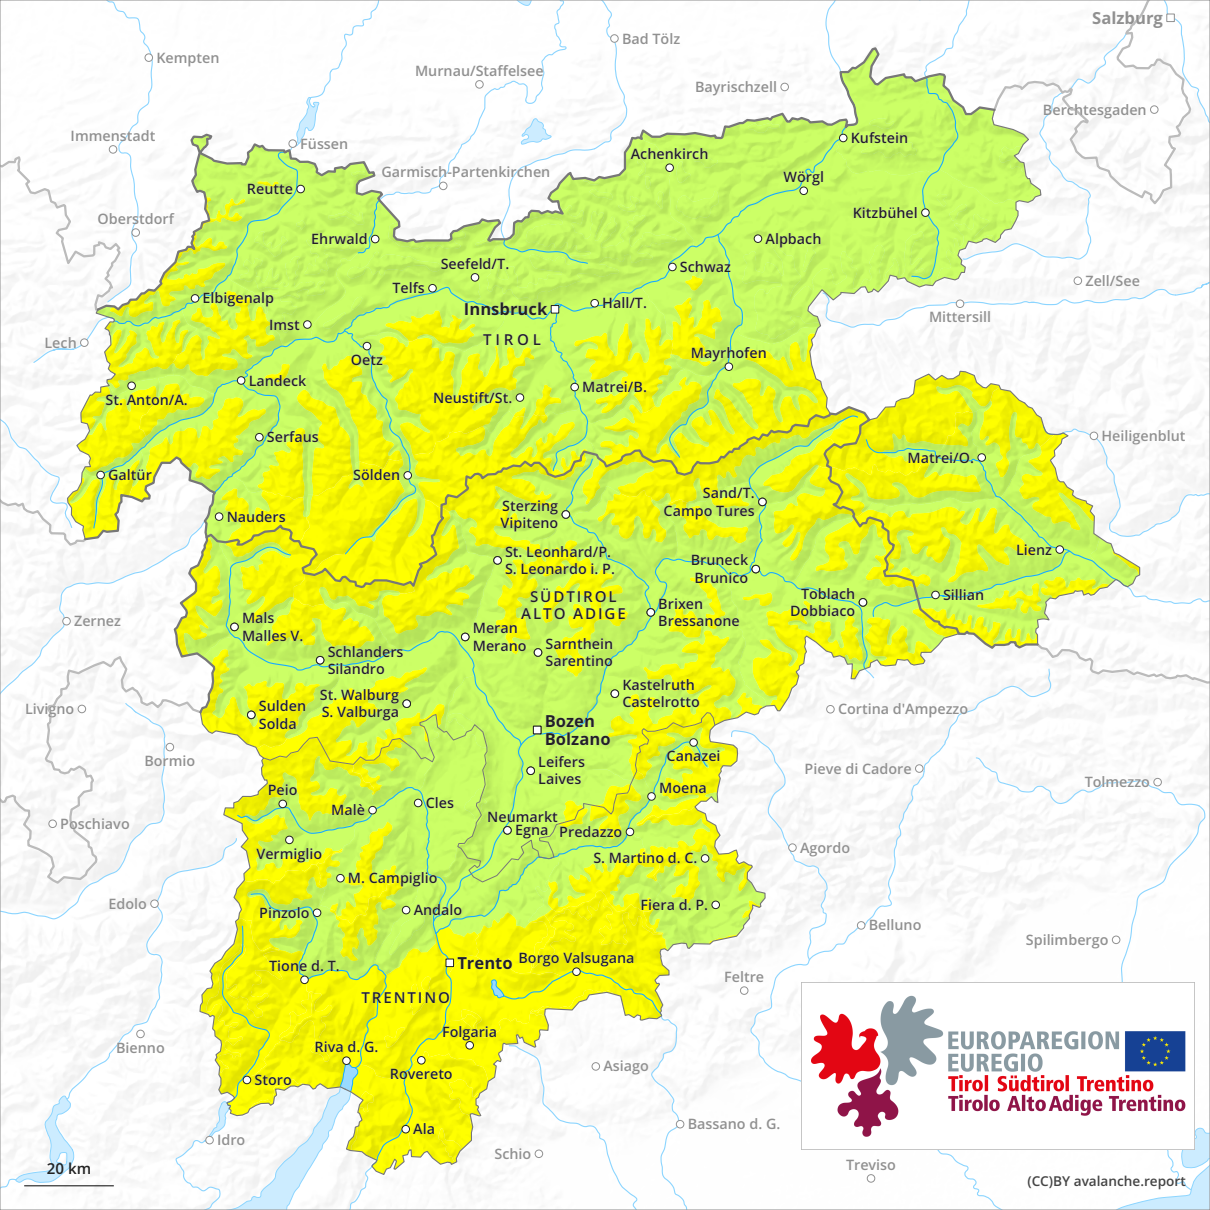 Salzburg
Bad Tölz
Kempten
Murnau/Staffelsee
Bayrischzell
Berchtesgaden
Immenstadt
Füssen
Kufstein
Achenkirch
Garmisch-Partenkirchen
Wörgl
Reutte
Oberstdorf
Kitzbühel
Ehrwald
Alpbach
Seefeld/T.
Schwaz
Zell/See
Telfs
Elbigenalp
Hall/T.
Innsbruck
Mittersill
Imst
TIROL
Lech
Oetz
Mayrhofen
Landeck
St. Anton/A.
Neustift/St.
Matrei/B.
Serfaus
Heiligenblut
Matrei/O.
Galtür
Sölden
Sand/T.
Campo Tures
Sterzing
Vipiteno
Nauders
Lienz
St. Leonhard/P.
S. Leonardo i. P.
Bruneck
Brunico
SÜDTIROL
ALTO ADIGE
Toblach
Dobbiaco
Sillian
Brixen
Bressanone
Zernez
Mals
Malles V.
Meran
Merano
Sarnthein
Sarentino
Schlanders
Silandro
Kastelruth
Castelrotto
St. Walburg
S. Valburga
Livigno
Sulden
Solda
Cortina d'Ampezzo
Bozen
Bolzano
Bormio
Canazei
Leifers
Laives
Pieve di Cadore
Tolmezzo
Peio
Moena
Malè
Cles
Poschiavo
Neumarkt
Egna
Predazzo
Vermiglio
S. Martino d. C.
Agordo
M. Campiglio
Edolo
Pinzolo
Andalo
Fiera d. P.
Belluno
Spilimbergo
Trento
Borgo Valsugana
Tione d. T.
Feltre
TRENTINO
Folgaria
Bienno
Riva d. G.
Rovereto
Asiago
Storo
EUROPAREGION
EUREGIO
Tirol Südtirol Trentino
Tirolo Alto Adige Trentino
Ala
Bassano d. G.
Idro
Schio
Treviso
20 km
(CC)BY avalanche.report